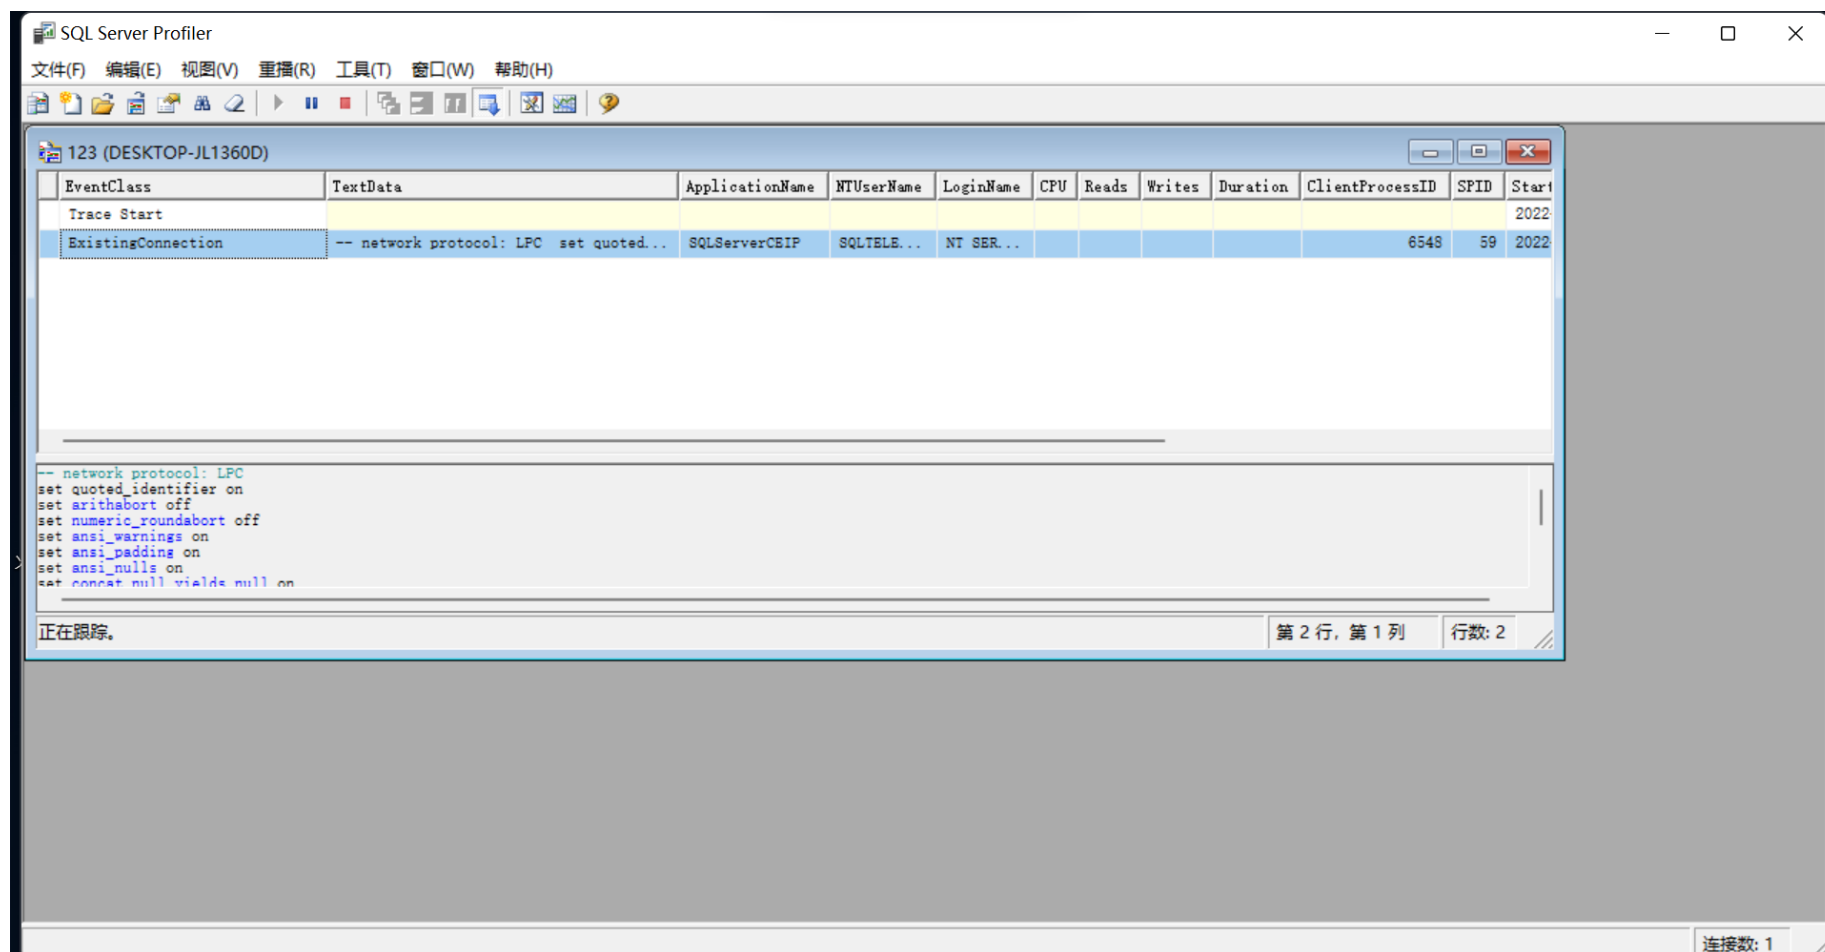 SQL Server Profiler
文件(F) 编辑(E) 视图(V) 重播(R) 工具(T) 窗口(W) 帮助(H)
123 (DESKTOP-JL1360D)
EventClass TextData ApplicationName NTUserName LoginName CPU Reads Writes Duration ClientProcessID SPID Start
Trace Start 2022-
ExistingConnection -- network protocol: LPC set quoted... SQLServerCEIP SQLTELE... NT SER... 6548 59 2022-
-- network protocol: LPC
set quoted_identifier on
set arithabort off
set numeric_roundabort off
set ansi_warnings on
set ansi_padding on
set ansi_nulls on
set concat_null_yields_null on
正在跟踪。 第 2 行, 第 1 列 行数: 2
连接数: 1